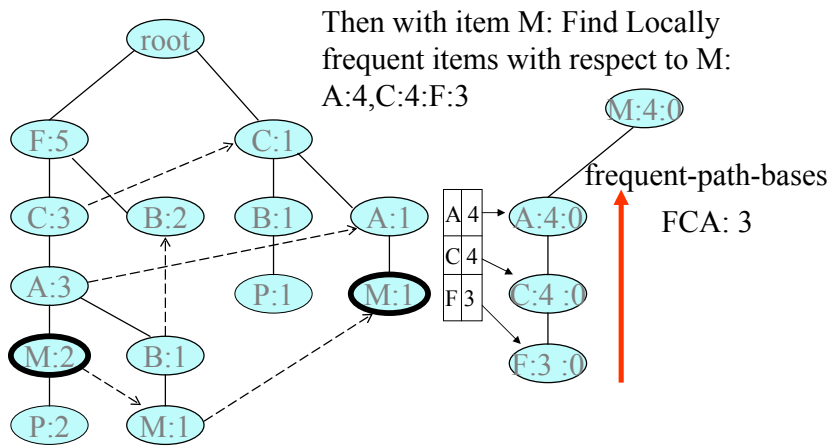 root
Then with item M: Find Locally
frequent items with respect to M:
A:4,C:4:F:3
M:4:0
F:5
C:1
frequent-path-bases
FCA: 3
C:3
B:2
B:1
A:1
A 4
A:4:0
C 4
A:3
P:1
M:1
F 3
C:4 :0
M:2
B:1
F:3 :0
P:2
M:1